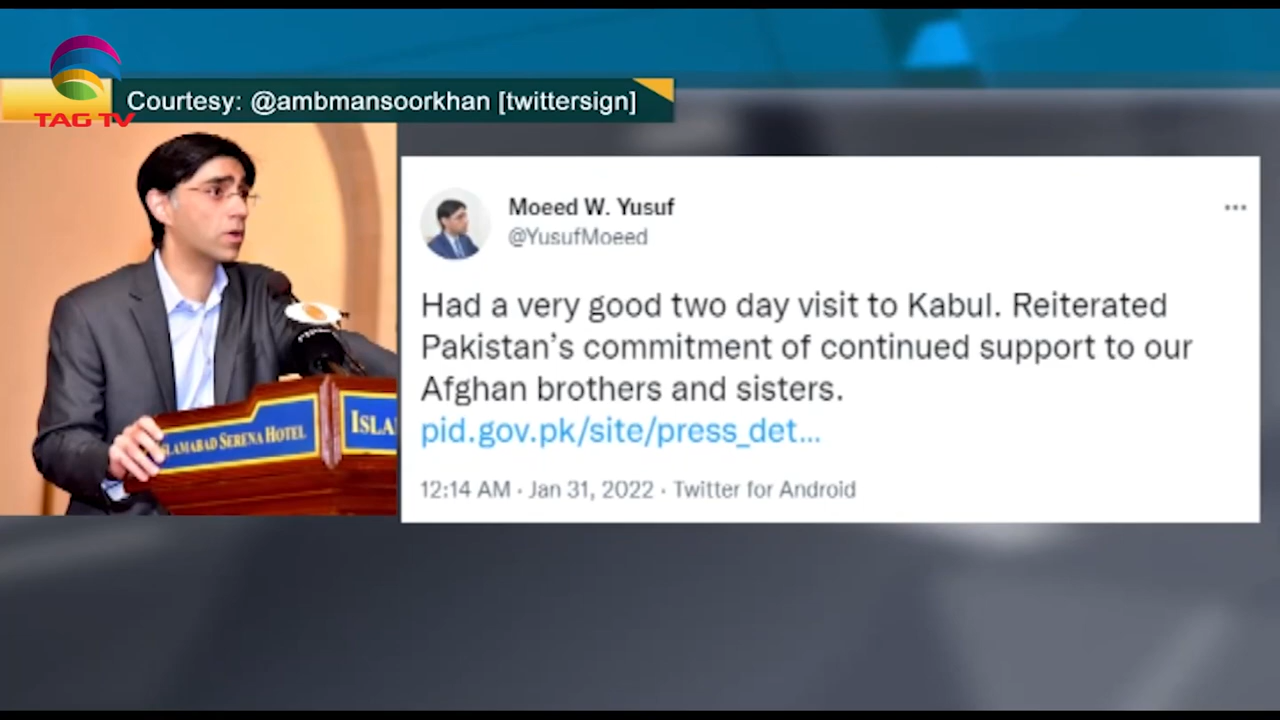 Courtesy: @ambmansoorkhan [twittersign]
TAG TV
Moeed W. Yusuf
@YusufMoeed
Had a very good two day visit to Kabul. Reiterated
Pakistan’s commitment of continued support to our
Afghan brothers and sisters.
pid.gov.pk/site/press_det...
12:14 AM · Jan 31, 2022 · Twitter for Android
LAMABAD SERENA HOTEL
ISLA